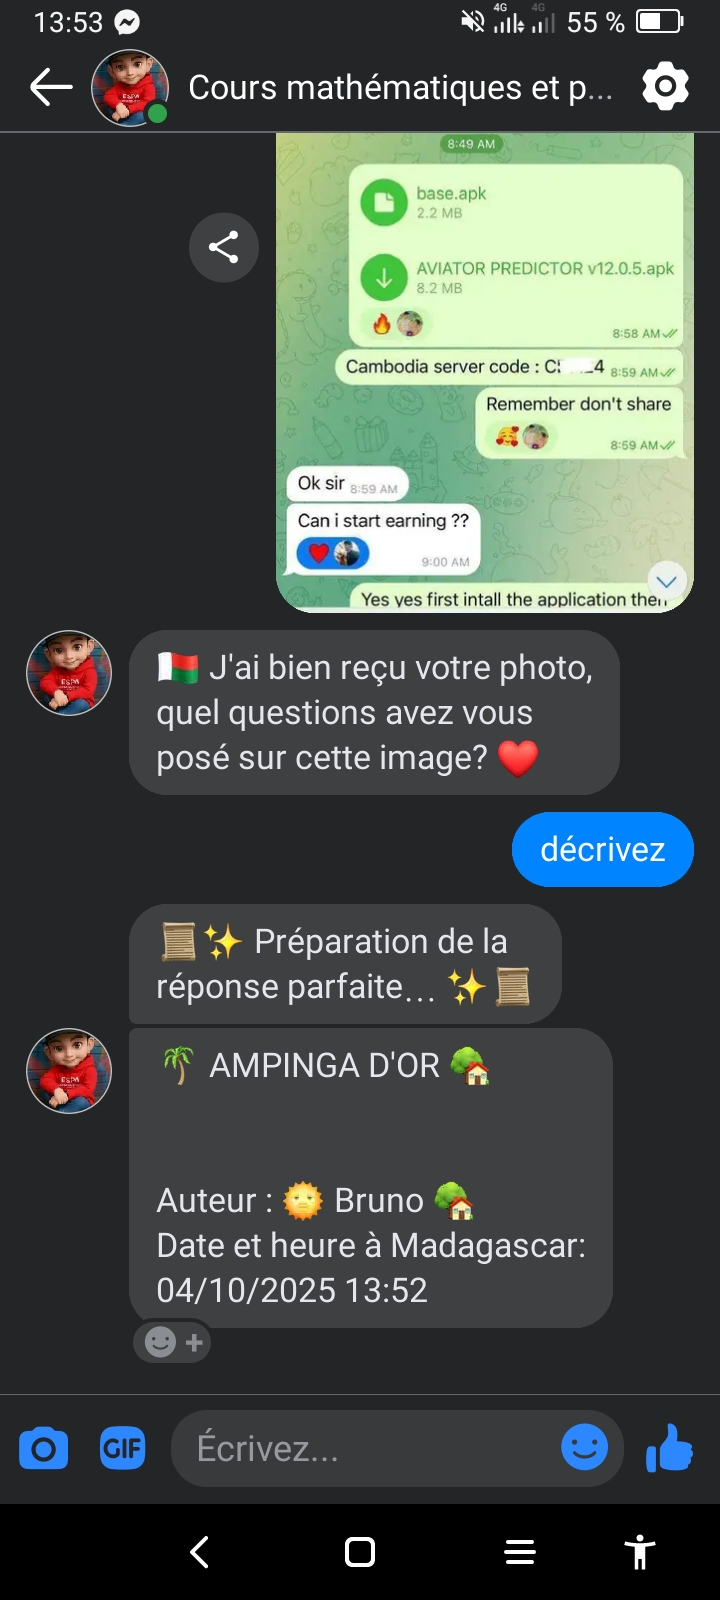 13:53
4G 4G 55 %
Cours mathématiques et p...
8:49 AM
base.apk
2.2 MB
AVIATOR PREDICTOR v12.0.5.apk
8.2 MB
8:58 AM
Cambodia server code : C 4 8:59 AM
Remember don't share
8:59 AM
Ok sir 8:59 AM
Can i start earning ??
9:00 AM
Yes yes first intall the application then
ESPA
🇲🇬 J'ai bien reçu votre photo,
quel questions avez vous
posé sur cette image? ❤️
décrivez
📜✨ Préparation de la
réponse parfaite... ✨📜
ESPA
🌴 AMPINGA D'OR 🏡
Auteur : 🌞 Bruno 🏡
Date et heure à Madagascar:
04/10/2025 13:52
GIF
Écrivez...